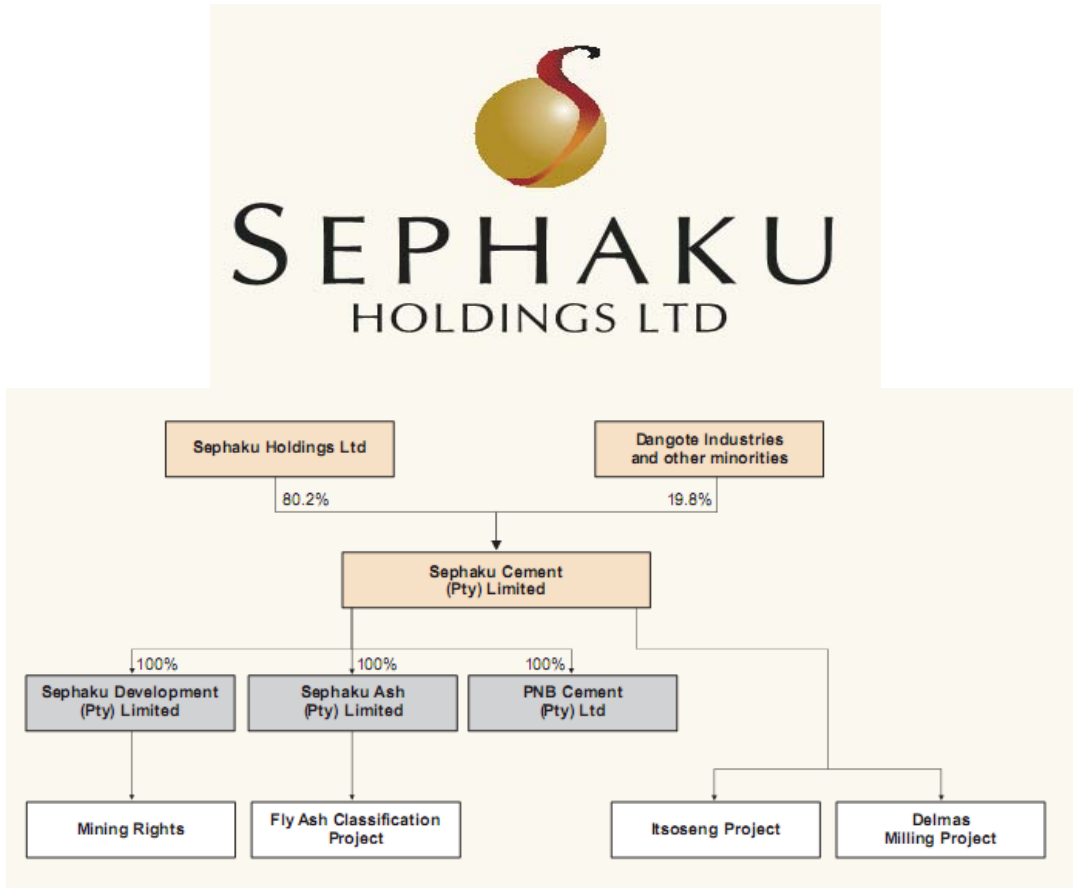 SEPHAKU
HOLDINGS LTD
Sephaku Holdings Ltd
Dangote Industries
and other minorities
80.2%
19.8%
Sephaku Cement
(Pty) Limited
100%
100%
100%
Sephaku Development
(Pty) Limited
Sephaku Ash
(Pty) Limited
PNB Cement
(Pty) Ltd
Mining Rights
Fly Ash Classification
Project
Itsoseng Project
Delmas
Milling Project